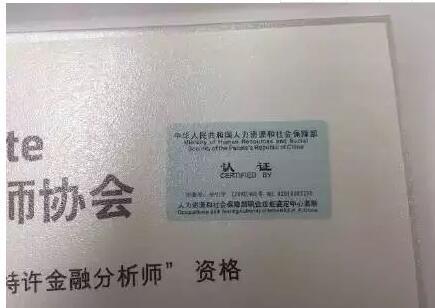 中华人民共和国人力资源和社会保障部
Ministry of Human Resources and Social
Security of the People's Republic of China
te
认 证
CERTIFIED BY
师协会
人力资源和社会保障部职业技能鉴定中心监制
特许金融分析师” 资格